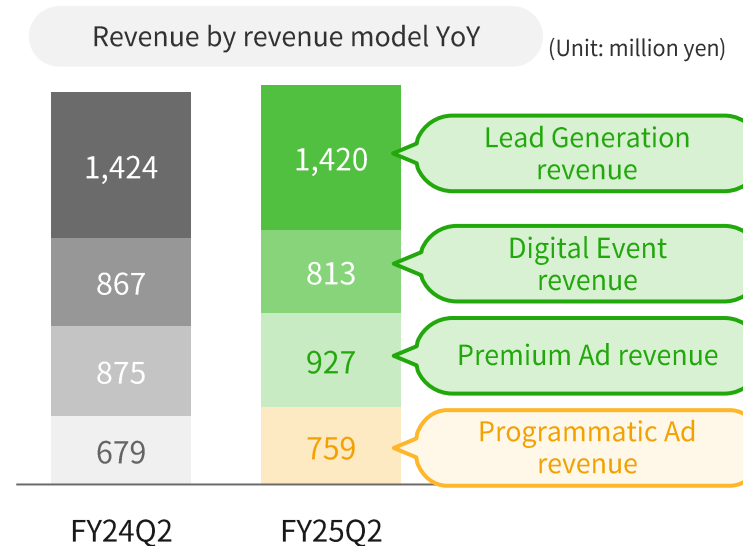 Revenue by revenue model YoY
(Unit: million yen)
1,424
867
875
679
FY24Q2
1,420
813
927
759
FY25Q2
Lead Generation
revenue
Digital Event
revenue
Premium Ad revenue
Programmatic Ad
revenue